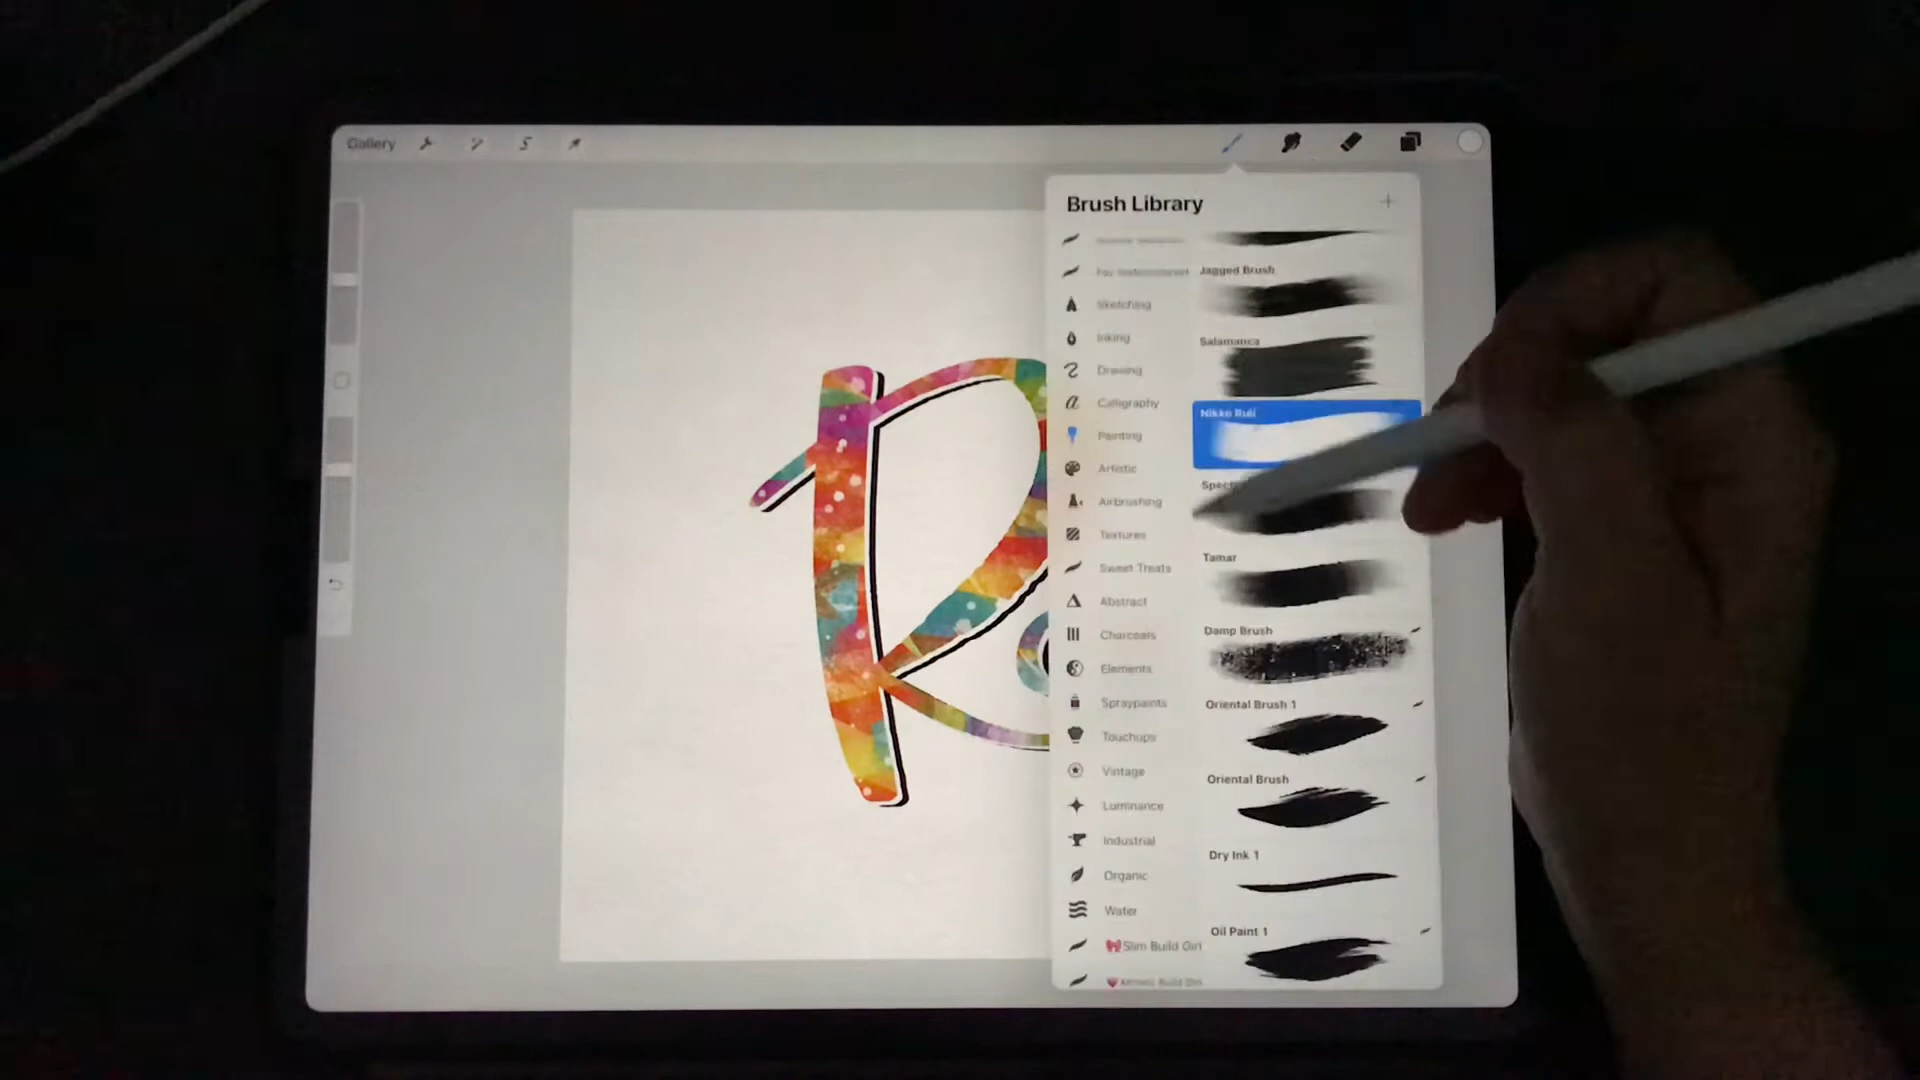 Gallery
Brush Library
Jagged Brush
Sketching
Inking
Salamanca
Drawing
Calligraphy
Nikko Rull
Painting
Artistic
Airbrushing
Textures
Tamar
Sweet Treats
Abstract
Charcoals
Damp Brush
Elements
Spraypaints
Oriental Brush 1
Touchups
Vintage
Oriental Brush
Luminance
Industrial
Dry Ink 1
Organic
Water
Oil Paint 1
Slim Build Girl